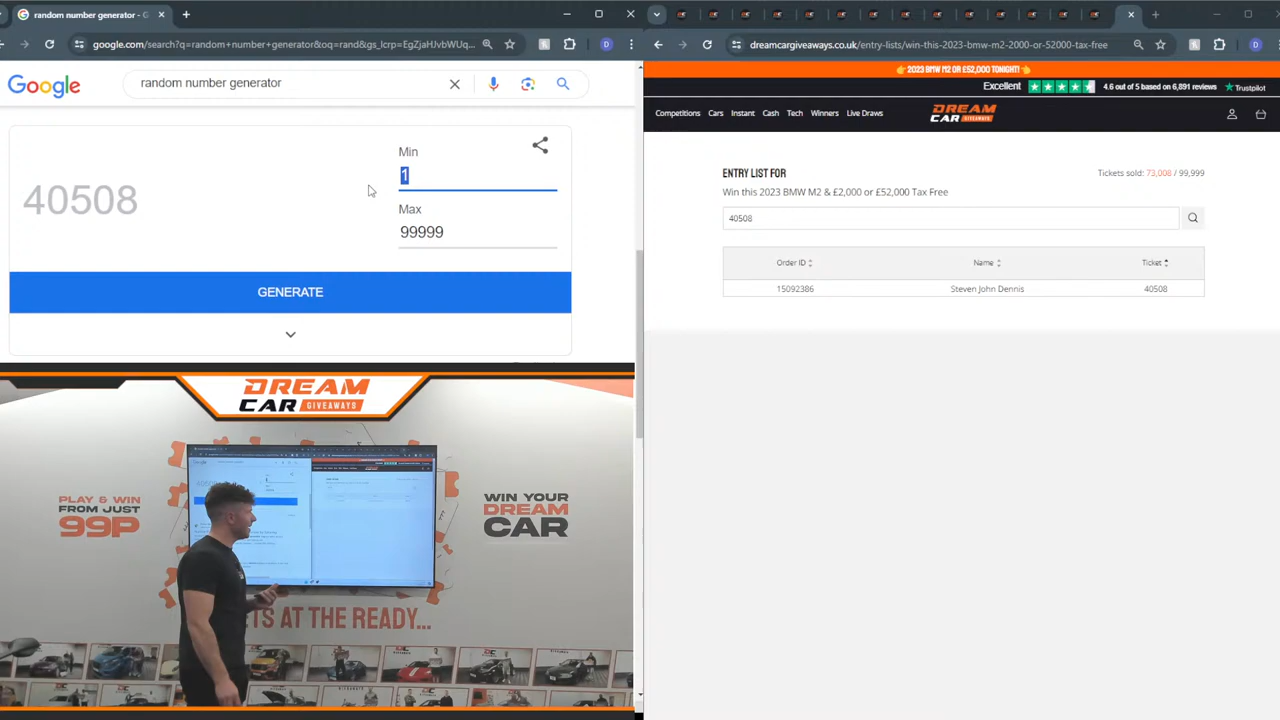 random number generator - G
google.com/search?q=random+number+generator&oq=rand&gs_lcrp=EgZjaHJvbWUq...
D
Google
random number generator
40508
Min
1
Max
99999
GENERATE
DREAM
CAR GIVEAWAYS
PLAY & WIN
FROM JUST
99P
WIN YOUR
DREAM
CAR
ETS AT THE READY...
dreamcargiveaways.co.uk/entry-lists/win-this-2023-bmw-m2-2000-or-52000-tax-free
D
2023 BMW M2 OR £52,000 TONIGHT!
Excellent 4.6 out of 5 based on 6,891 reviews Trustpilot
Competitions Cars Instant Cash Tech Winners Live Draws
DREAM
CAR GIVEAWAYS
ENTRY LIST FOR
Tickets sold: 73,008 / 99,999
Win this 2023 BMW M2 & £2,000 or £52,000 Tax Free
40508
Order ID Name Ticket
15092386 Steven John Dennis 40508